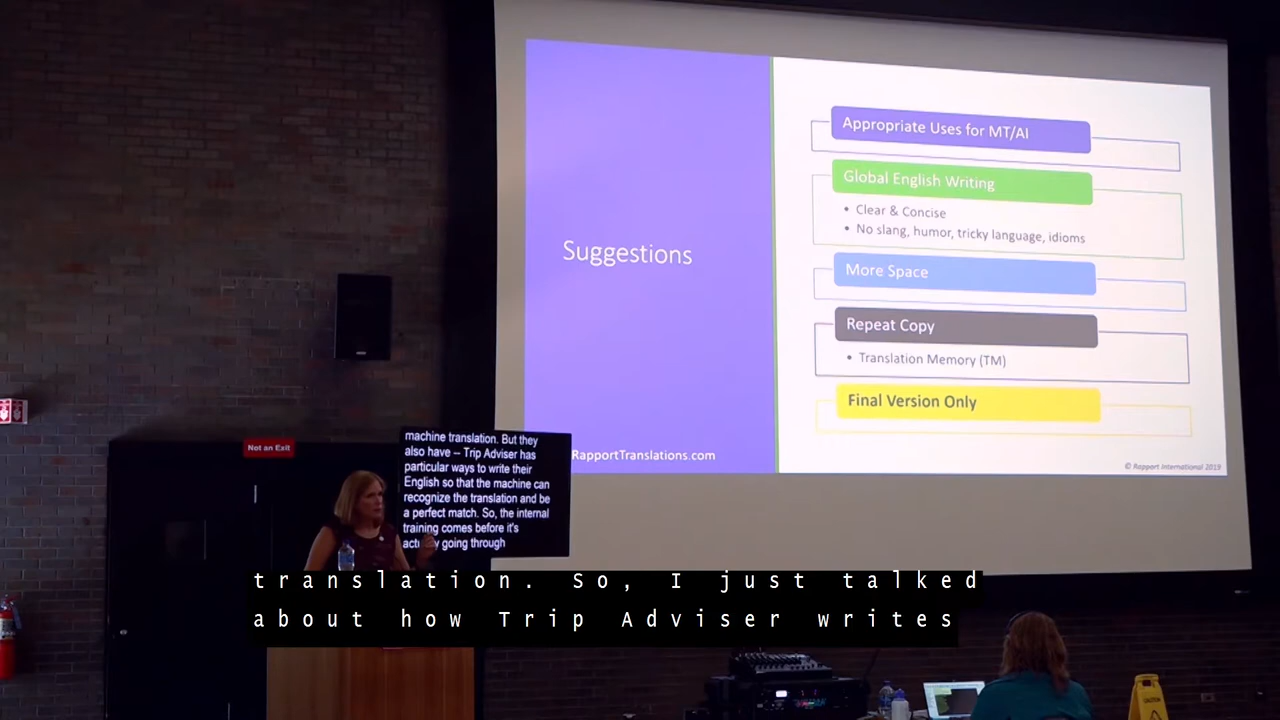 Suggestions
RapportTranslations.com
Appropriate Uses for MT/AI
Global English Writing
• Clear & Concise
• No slang, humor, tricky language, idioms
More Space
Repeat Copy
• Translation Memory (TM)
Final Version Only
© Rapport International 2019
Not an Exit
machine translation. But they
also have -- Trip Adviser has
particular ways to write their
English so that the machine can
recognize the translation and be
a perfect match. So, the internal
training comes before it's
going through
translation. So, I just talked
about how Trip Adviser writes
CAUTION